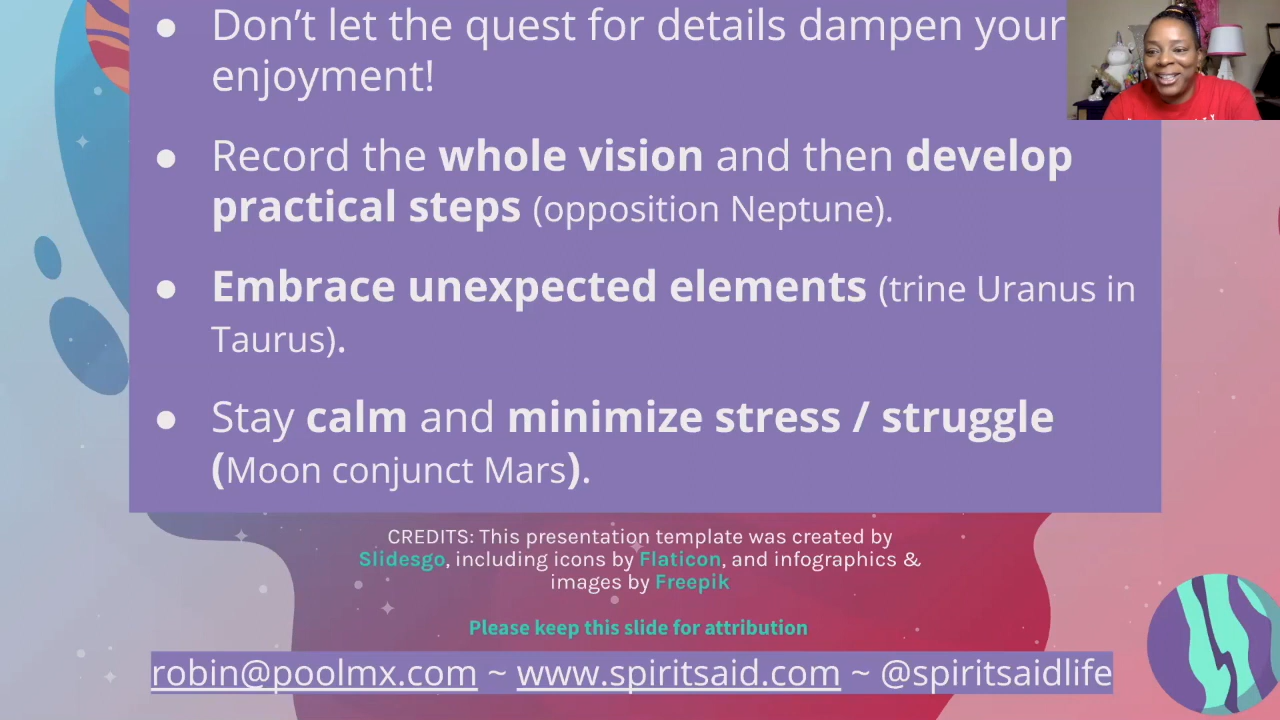 ● Don’t let the quest for details dampen your
enjoyment!
● Record the whole vision and then develop
practical steps (opposition Neptune).
● Embrace unexpected elements (trine Uranus in
Taurus).
● Stay calm and minimize stress / struggle
(Moon conjunct Mars).
CREDITS: This presentation template was created by
Slidesgo, including icons by Flaticon, and infographics &
images by Freepik
Please keep this slide for attribution
robin@poolmx.com ~ www.spiritsaid.com ~ @spiritsaidlife